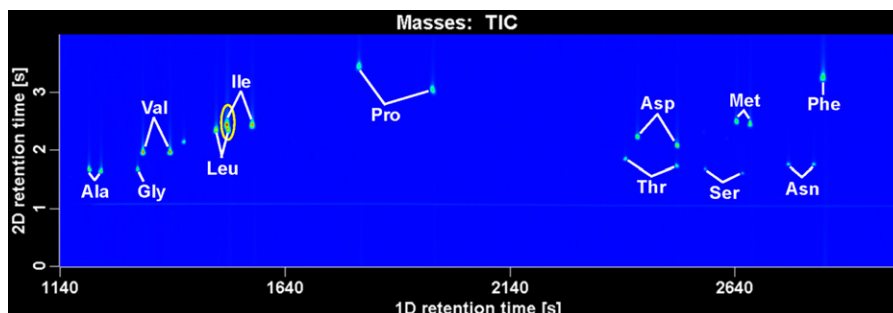 Masses: TIC
2D retention time [s]
3
2
1
0
Val
Ile
Leu
Ala
Gly
Pro
Asp
Met
Phe
Thr
Ser
Asn
1140
1640
2140
2640
1D retention time [s]